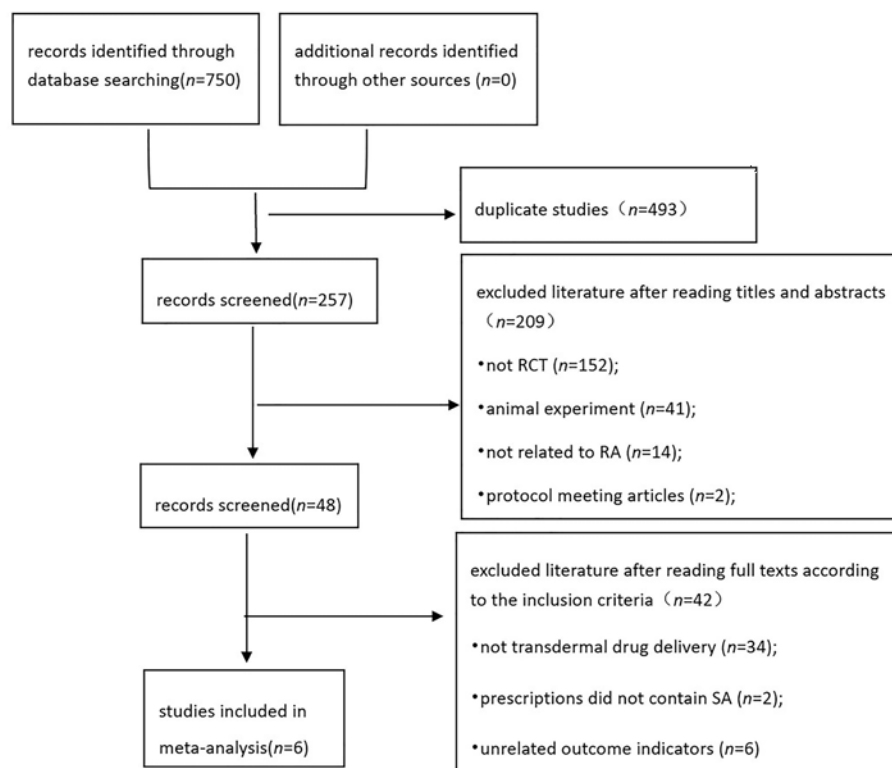 records identified through
database searching(n=750)
additional records identified
through other sources (n=0)
duplicate studies（n=493）
records screened(n=257)
excluded literature after reading titles and abstracts
（n=209）
•not RCT (n=152);
•animal experiment (n=41);
•not related to RA (n=14);
•protocol meeting articles (n=2);
records screened(n=48)
excluded literature after reading full texts according
to the inclusion criteria（n=42）
•not transdermal drug delivery (n=34);
•prescriptions did not contain SA (n=2);
•unrelated outcome indicators (n=6)
studies included in
meta-analysis(n=6)